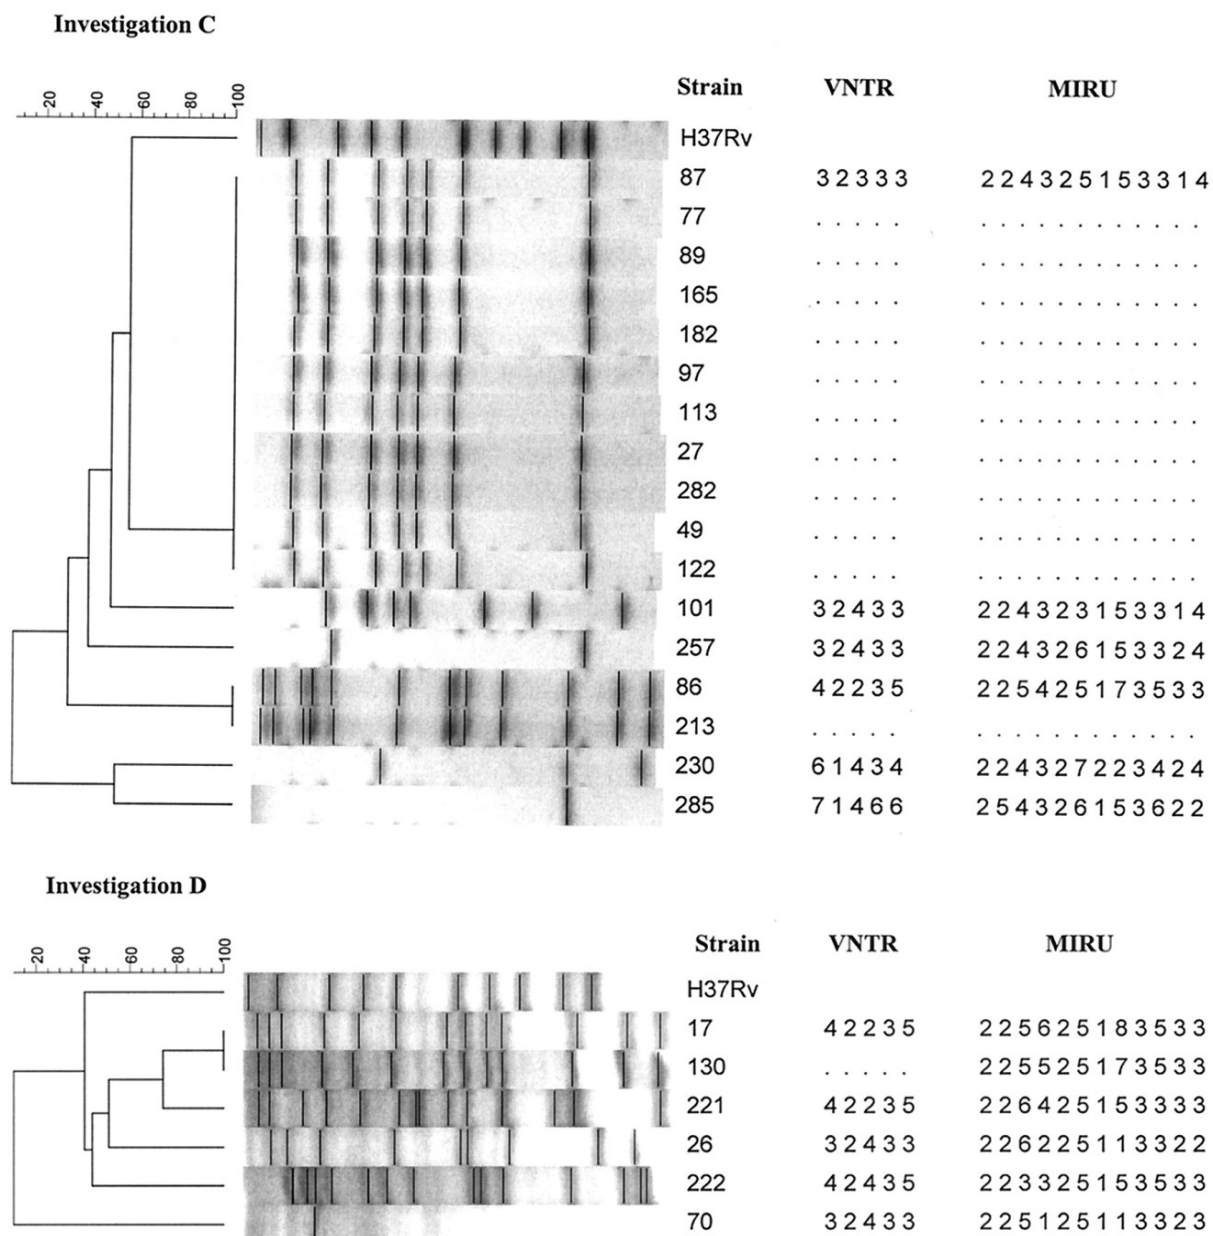 Investigation C
20 40 60 80 100
Strain VNTR MIRU
H37Rv
87 3 2 3 3 3 2 2 4 3 2 5 1 5 3 3 1 4
77 . . . . . . . . . . . . . . . . .
89 . . . . . . . . . . . . . . . . .
165 . . . . . . . . . . . . . . . . .
182 . . . . . . . . . . . . . . . . .
97 . . . . . . . . . . . . . . . . .
113 . . . . . . . . . . . . . . . . .
27 . . . . . . . . . . . . . . . . .
282 . . . . . . . . . . . . . . . . .
49 . . . . . . . . . . . . . . . . .
122 . . . . . . . . . . . . . . . . .
101 3 2 4 3 3 2 2 4 3 2 3 1 5 3 3 1 4
257 3 2 4 3 3 2 2 4 3 2 6 1 5 3 3 2 4
86 4 2 2 3 5 2 2 5 4 2 5 1 7 3 5 3 3
213 . . . . . . . . . . . . . . . . .
230 6 1 4 3 4 2 2 4 3 2 7 2 2 3 4 2 4
285 7 1 4 6 6 2 5 4 3 2 6 1 5 3 6 2 2
Investigation D
20 40 60 80 100
Strain VNTR MIRU
H37Rv
17 4 2 2 3 5 2 2 5 6 2 5 1 8 3 5 3 3
130 . . . . . 2 2 5 5 2 5 1 7 3 5 3 3
221 4 2 2 3 5 2 2 6 4 2 5 1 5 3 3 3 3
26 3 2 4 3 3 2 2 6 2 2 5 1 1 3 3 2 2
222 4 2 4 3 5 2 2 3 3 2 5 1 5 3 5 3 3
70 3 2 4 3 3 2 2 5 1 2 5 1 1 3 3 2 3